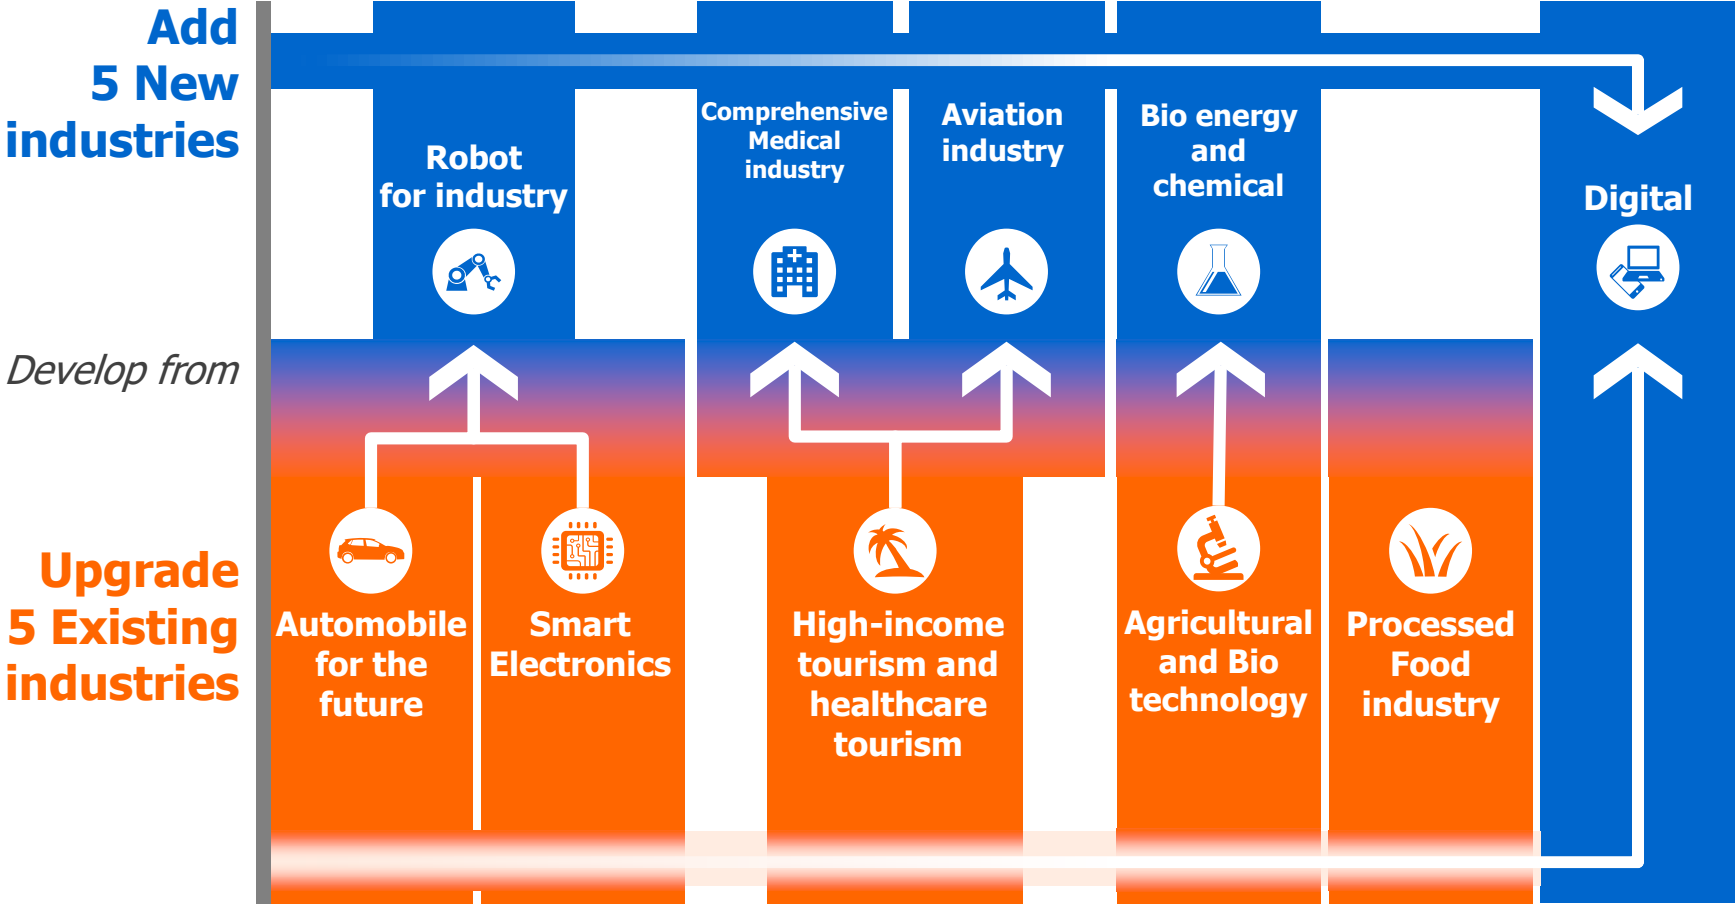 Add
5 New
industries
Robot
for industry
Comprehensive
Medical
industry
Aviation
industry
Bio energy
and
chemical
Digital
Develop from
Upgrade
5 Existing
industries
Automobile
for the
future
Smart
Electronics
High-income
tourism and
healthcare
tourism
Agricultural
and Bio
technology
Processed
Food
industry